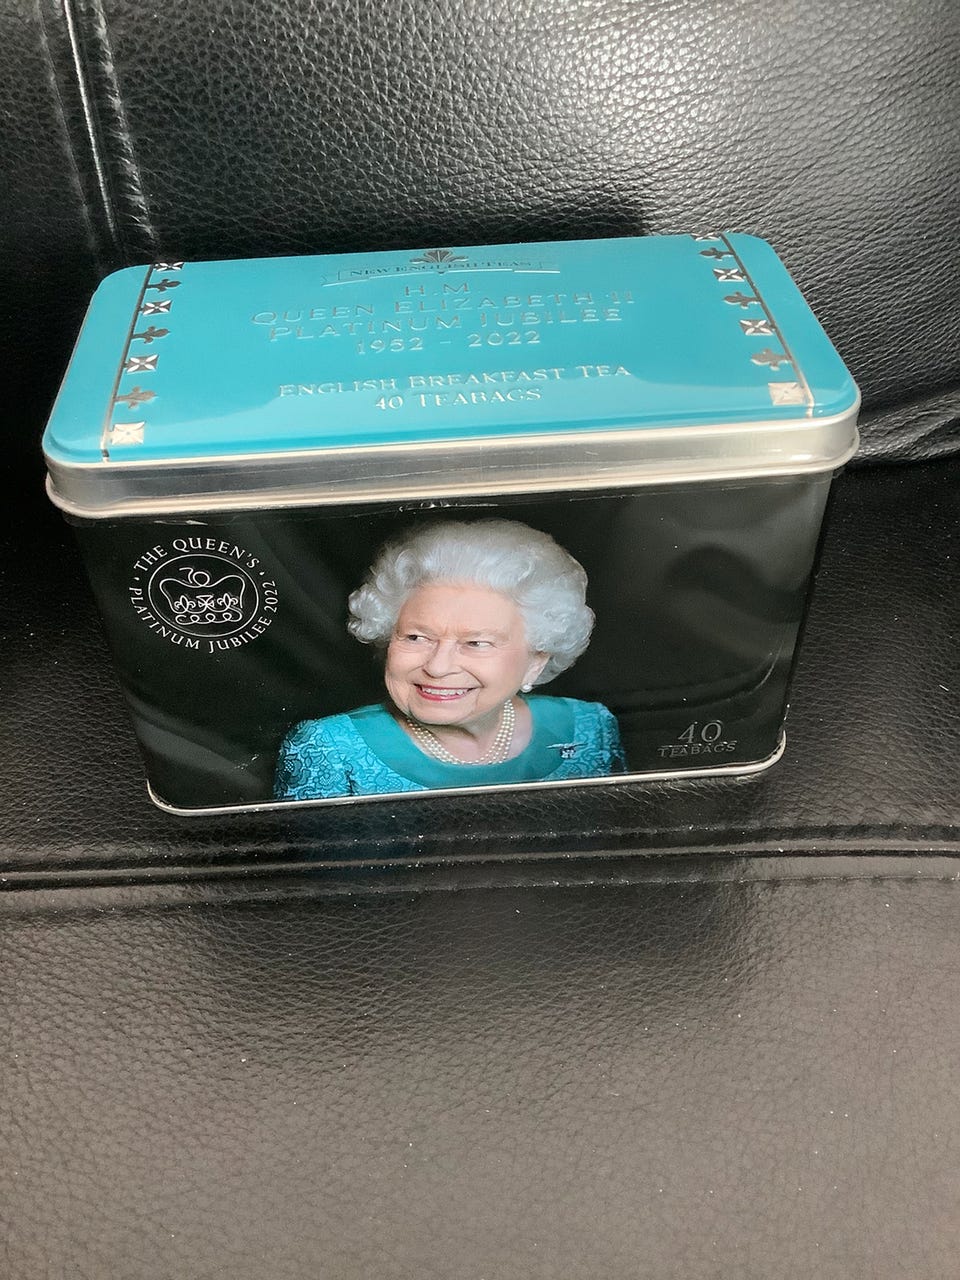 NEW ENGLISH TEAS
H.M.
QUEEN ELIZABETH II
PLATINUM JUBILEE
1952 - 2022
ENGLISH BREAKFAST TEA
40 TEABAGS
THE QUEEN'S
PLATINUM JUBILEE 2022
70
40
TEABAGS